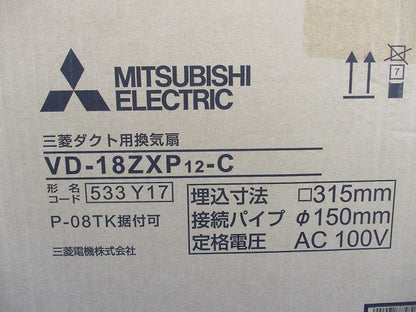 MITSUBISHI
ELECTRIC
7
三菱ダクト用換気扇
VD-18ZXP12-C
形名コード 533 Y17
P-08TK据付可
三菱電機株式会社
埋込寸法 □315mm
接続パイプ φ150mm
定格電圧 AC 100V